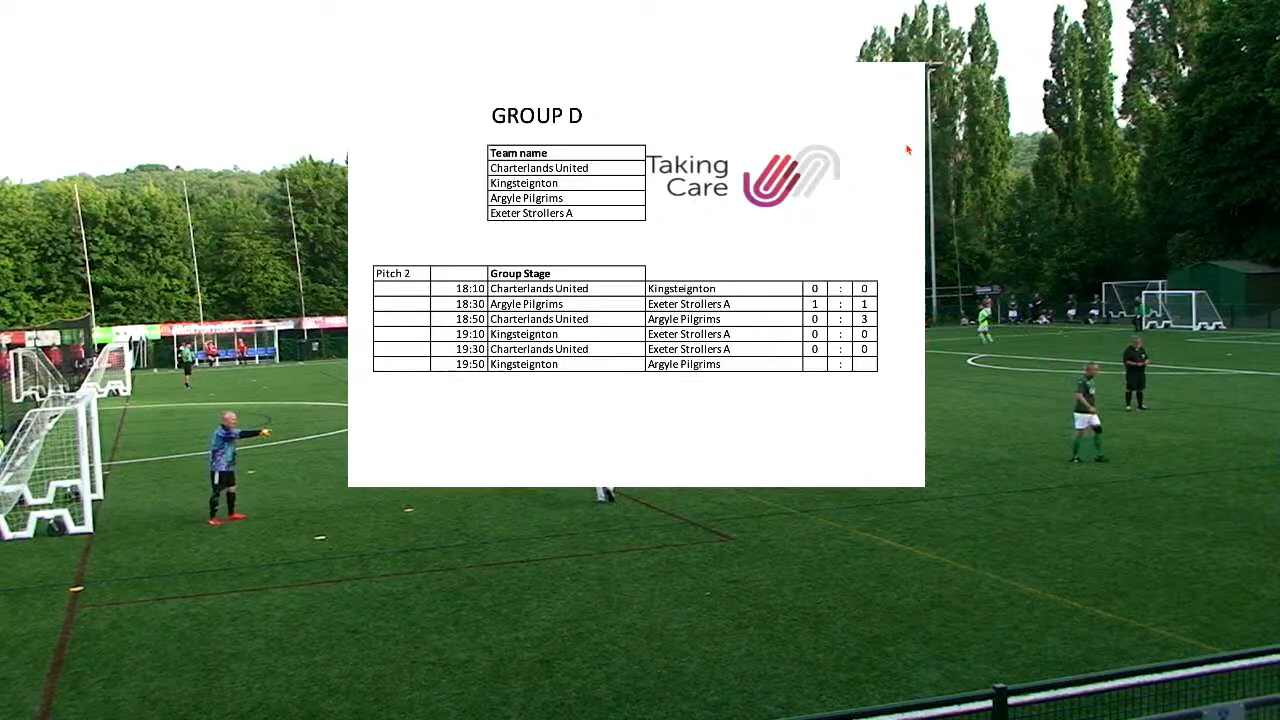 GROUP D
Team name
Charterlands United
Kingsteignton
Argyle Pilgrims
Exeter Strollers A
Taking
Care
Pitch 2 Group Stage
18:10 Charterlands United Kingsteignton 0 : 0
18:30 Argyle Pilgrims Exeter Strollers A 1 : 1
18:50 Charterlands United Argyle Pilgrims 0 : 3
19:10 Kingsteignton Exeter Strollers A 0 : 0
19:30 Charterlands United Exeter Strollers A 0 : 0
19:50 Kingsteignton Argyle Pilgrims :